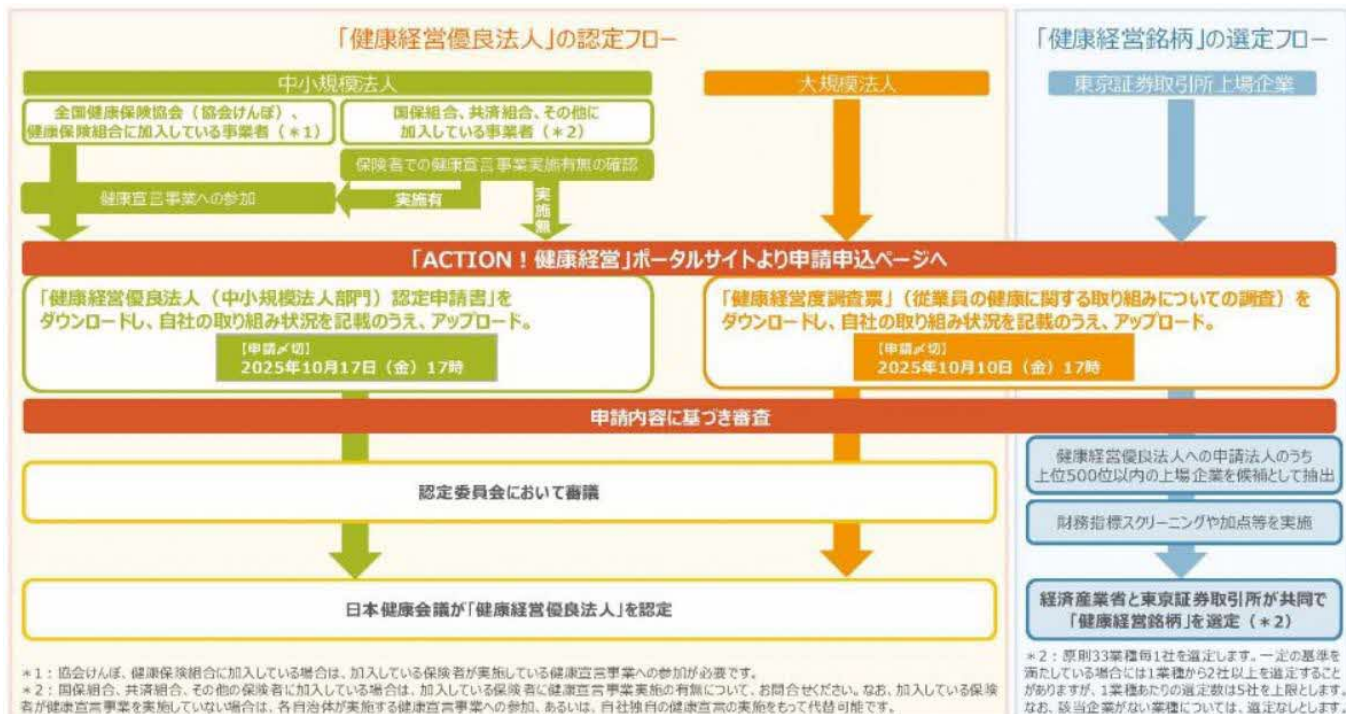 「健康経営優良法人」の認定フロー
中小規模法人
全国健康保険協会（協会けんぽ）、
健康保険組合に加入している事業者（＊1）
国保組合、共済組合、その他に
加入している事業者（＊2）
保険者での健康宣言事業実施有無の確認
健康宣言事業への参加
実施有
実施無
大規模法人
「健康経営銘柄」の選定フロー
東京証券取引所上場企業
「ACTION！健康経営」ポータルサイトより申請申込ページへ
「健康経営優良法人（中小規模法人部門）認定申請書」を
ダウンロードし、自社の取り組み状況を記載のうえ、アップロード。
【申請〆切】
2025年10月17日（金）17時
「健康経営度調査票」（従業員の健康に関する取り組みについての調査）を
ダウンロードし、自社の取り組み状況を記載のうえ、アップロード。
【申請〆切】
2025年10月10日（金）17時
申請内容に基づき審査
認定委員会において審議
日本健康会議が「健康経営優良法人」を認定
健康経営優良法人への申請法人のうち
上位500位以内の上場企業を候補として抽出
財務指標スクリーニングや加点等を実施
経済産業省と東京証券取引所が共同で
「健康経営銘柄」を選定（＊2）
＊1：協会けんぽ、健康保険組合に加入している場合は、加入している保険者が実施している健康宣言事業への参加が必要です。
＊2：国保組合、共済組合、その他の保険者に加入している場合は、加入している保険者に健康宣言事業実施の有無について、お問合せください。なお、加入している保険
者が健康宣言事業を実施していない場合は、各自治体が実施する健康宣言事業への参加、あるいは、自社独自の健康宣言の実施をもって代替可能です。
＊2：原則33業種毎1社を選定します。一定の基準を
満たしている場合には1業種から2社以上を選定すること
がありますが、1業種あたりの選定数は5社を上限とします。
なお、該当企業がない業種については、選定なしとします。